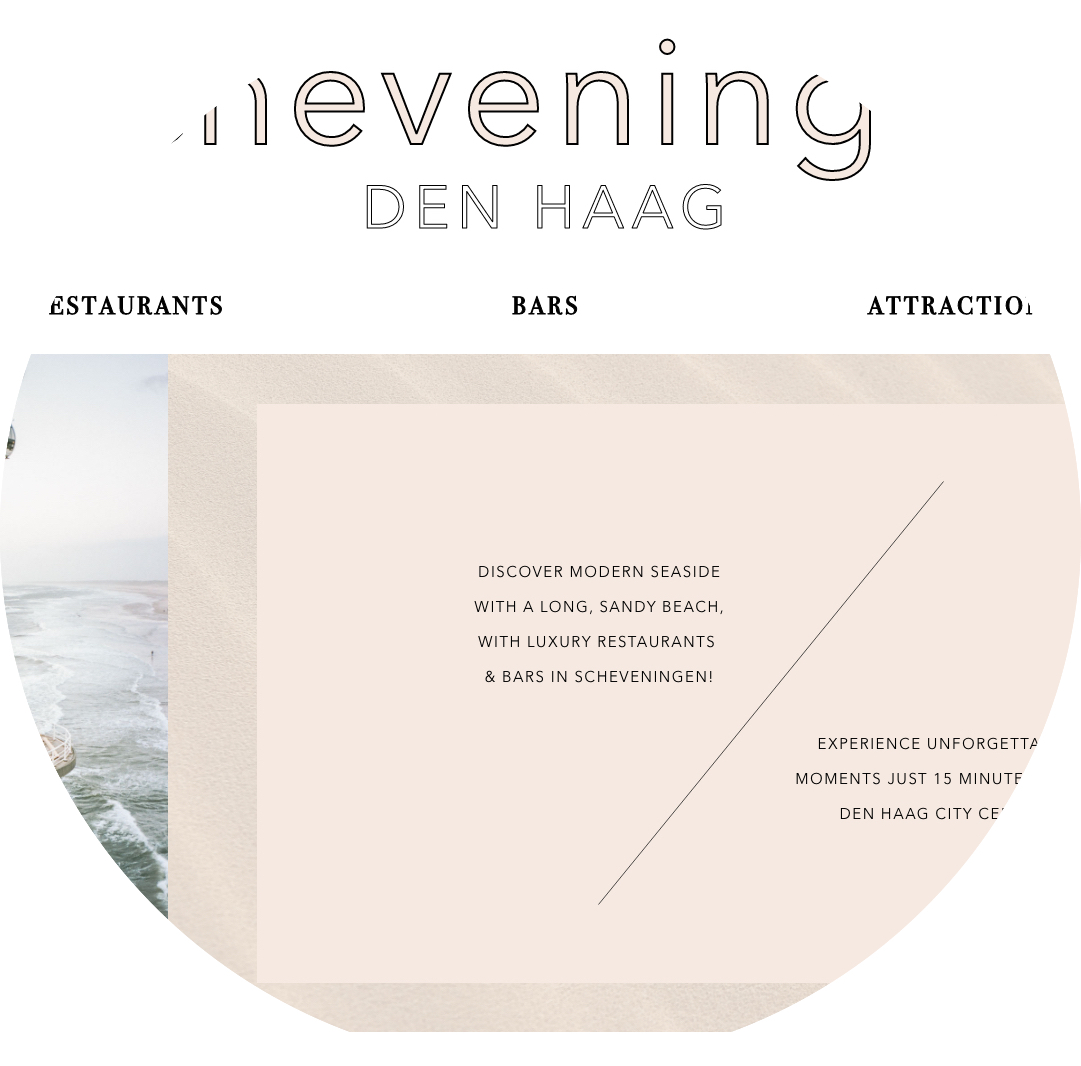 hevening
DEN HAAG
ESTAURANTS BARS ATTRACTIO
DISCOVER MODERN SEASIDE
WITH A LONG, SANDY BEACH,
WITH LUXURY RESTAURANTS
& BARS IN SCHEVENINGEN!
EXPERIENCE UNFORGETTA
MOMENTS JUST 15 MINUTE
DEN HAAG CITY CE